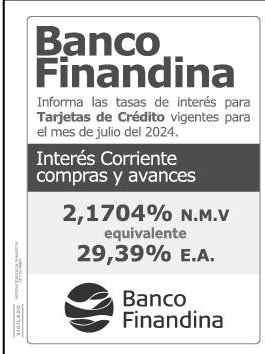 Banco
Finandina
Informa las tasas de interés para
Tarjetas de Crédito vigentes para
el mes de julio del 2024.
Interés Corriente
compras y avances
2,1704% N.M.V
equivalente
29,39% E.A.
Banco
Finandina
VIGILADO